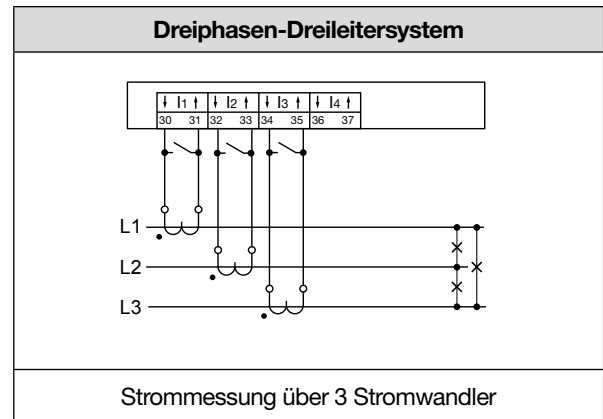 Dreiphasen-Dreileitersystem
↓ I1 ↑ ↓ I2 ↑ ↓ I3 ↑ ↓ I4 ↑
30 31 32 33 34 35 36 37
L1
L2
L3
Strommessung über 3 Stromwandler